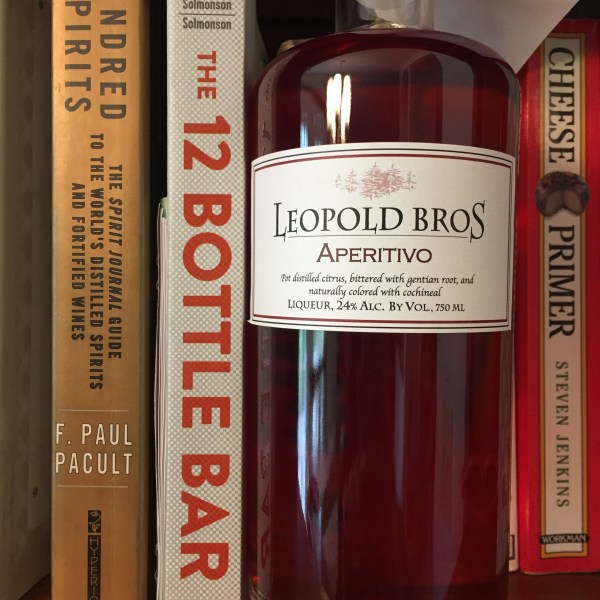 NDRED
SPIRITS
THE SPIRIT JOURNAL GUIDE
TO THE WORLD'S DISTILLED SPIRITS
AND FORTIFIED WINES
F. PAUL
PACULT
Solmonson
Solmonson
THE 12 BOTTLE BAR
LEOPOLD BROS
APERITIVO
Pot distilled citrus, bittered with gentian root, and
naturally colored with cochineal
LIQUEUR, 24% ALC. BY VOL., 750 ML
CHEESE PRIMER
STEVEN JENKINS
WORKMAN